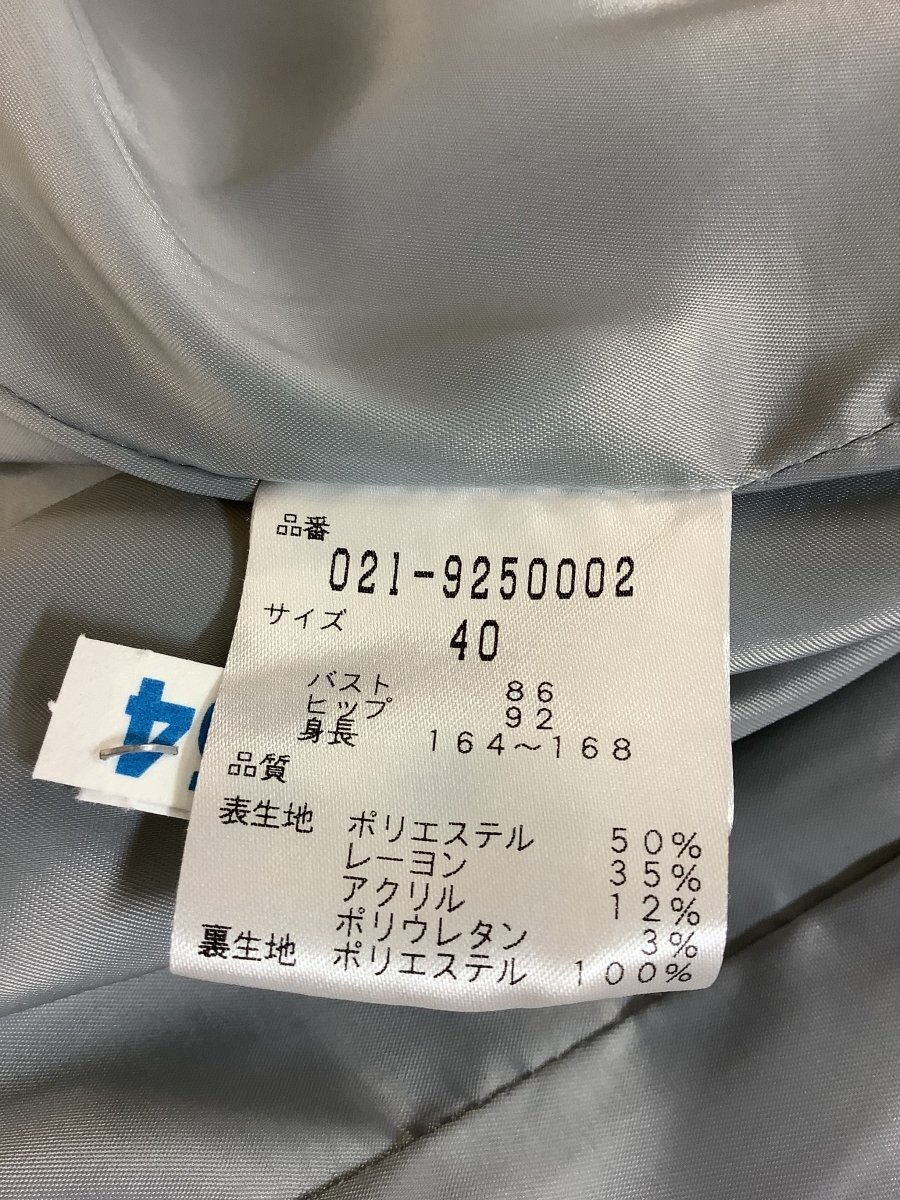 品番
021-9250002
サイズ 40
バスト 86
ヒップ 92
身長 164~168
品質
表生地 ポリエステル 50%
レーヨン 35%
アクリル 12%
ポリウレタン 3%
裏生地 ポリエステル 100%
4